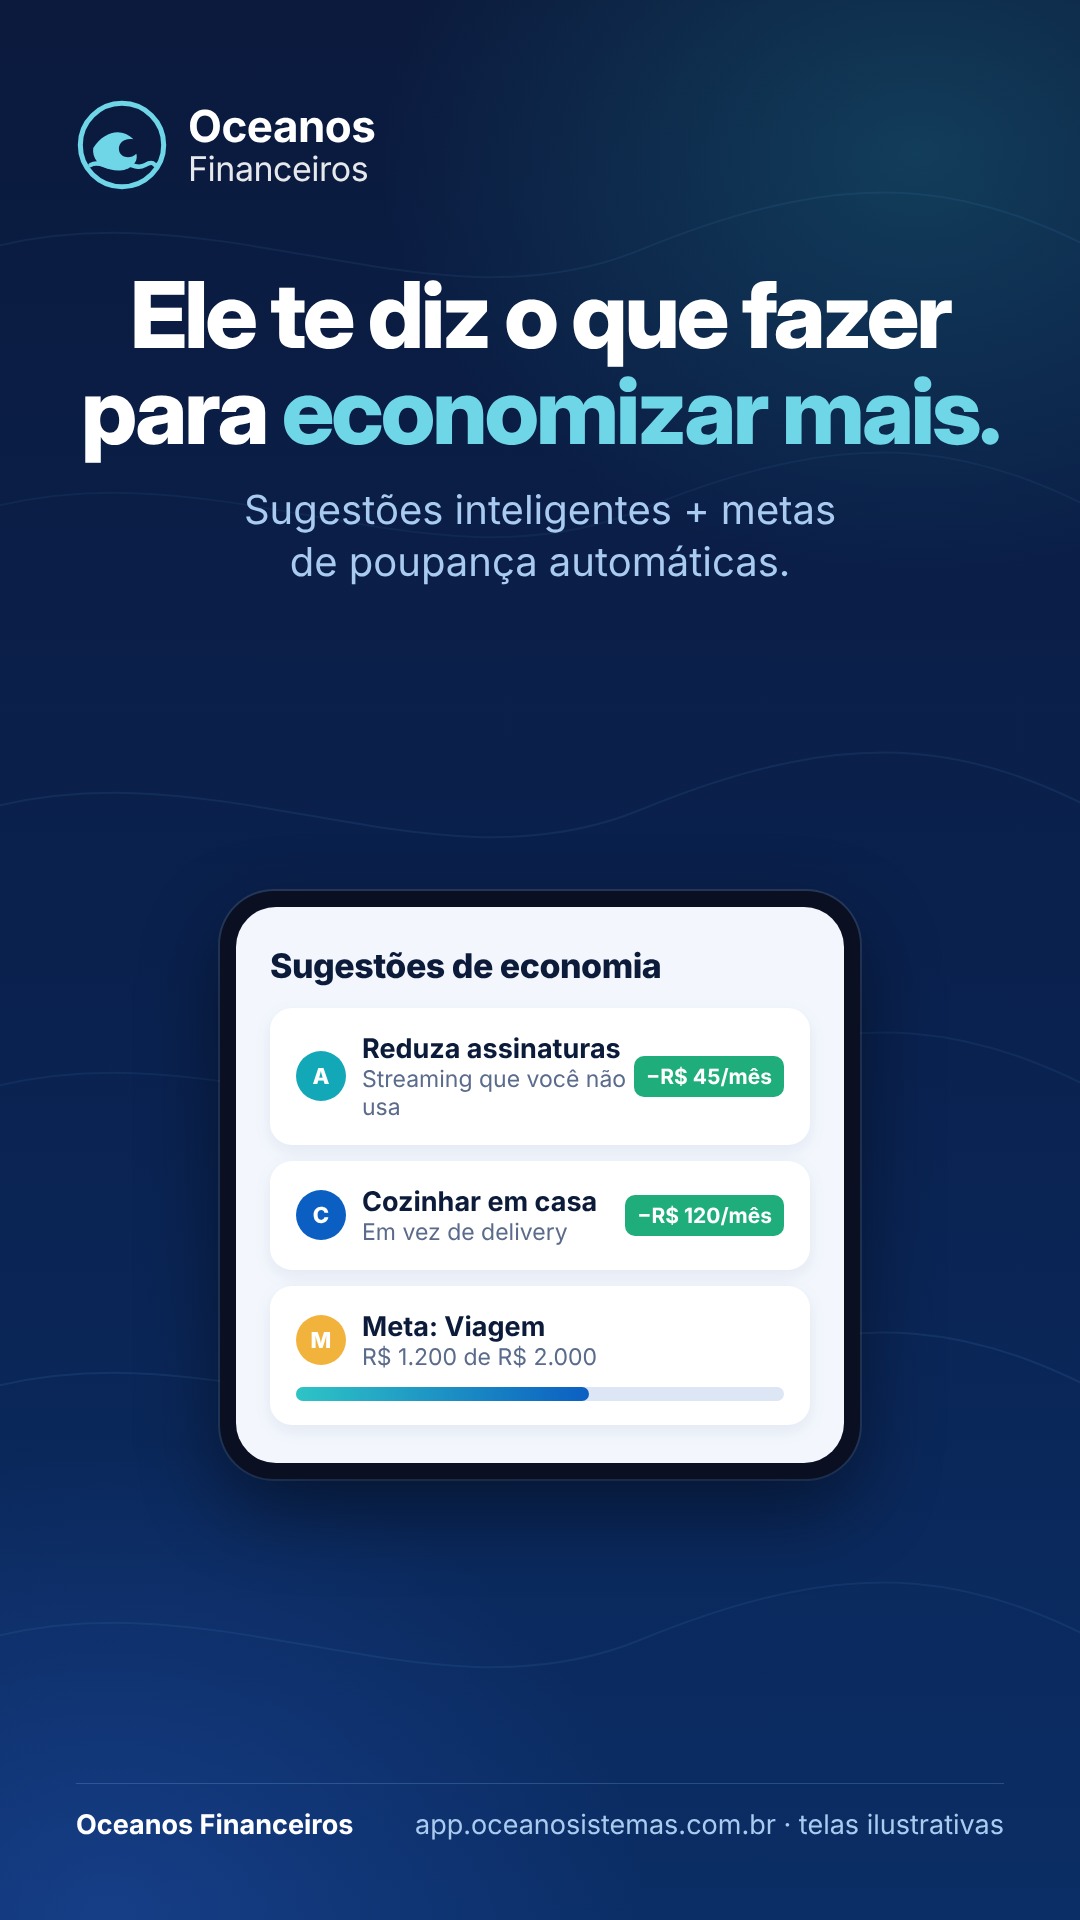 Oceanos
Financeiros
Ele te diz o que fazer
para economizar mais.
Sugestões inteligentes + metas
de poupança automáticas.
Sugestões de economia
A
Reduza assinaturas
Streaming que você não
usa
−R$ 45/mês
C
Cozinhar em casa
Em vez de delivery
−R$ 120/mês
M
Meta: Viagem
R$ 1.200 de R$ 2.000
Oceanos Financeiros
app.oceanosistemas.com.br · telas ilustrativas